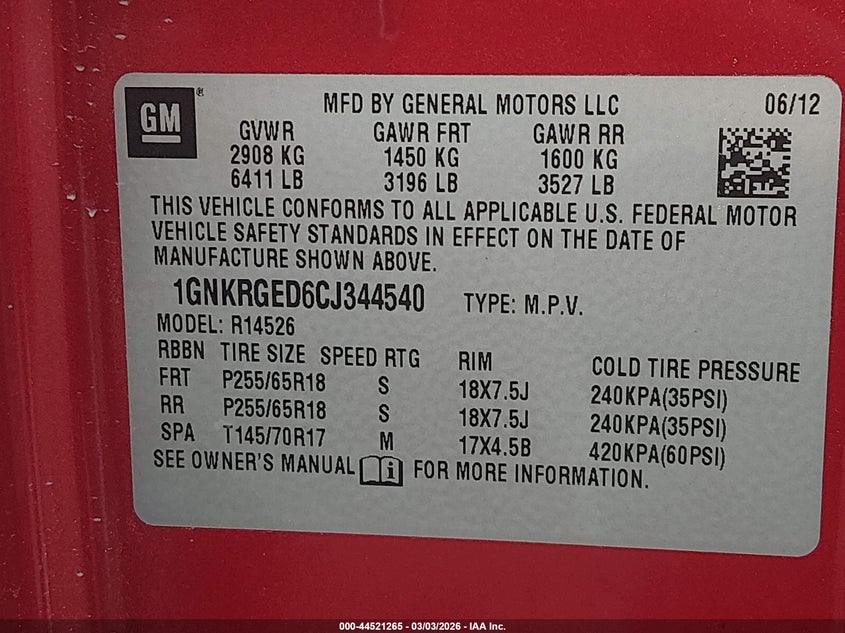 GM®
MFD BY GENERAL MOTORS LLC 06/12
GVWR GAWR FRT GAWR RR
2908 KG 1450 KG 1600 KG
6411 LB 3196 LB 3527 LB
THIS VEHICLE CONFORMS TO ALL APPLICABLE U.S. FEDERAL MOTOR
VEHICLE SAFETY STANDARDS IN EFFECT ON THE DATE OF
MANUFACTURE SHOWN ABOVE.
1GNKRGED6CJ344540 TYPE: M.P.V.
MODEL: R14526
RBBN TIRE SIZE SPEED RTG RIM COLD TIRE PRESSURE
FRT P255/65R18 S 18X7.5J 240KPA(35PSI)
RR P255/65R18 S 18X7.5J 240KPA(35PSI)
SPA T145/70R17 M 17X4.5B 420KPA(60PSI)
SEE OWNER'S MANUAL FOR MORE INFORMATION.
000-44521265 - 03/03/2026 - IAA Inc.